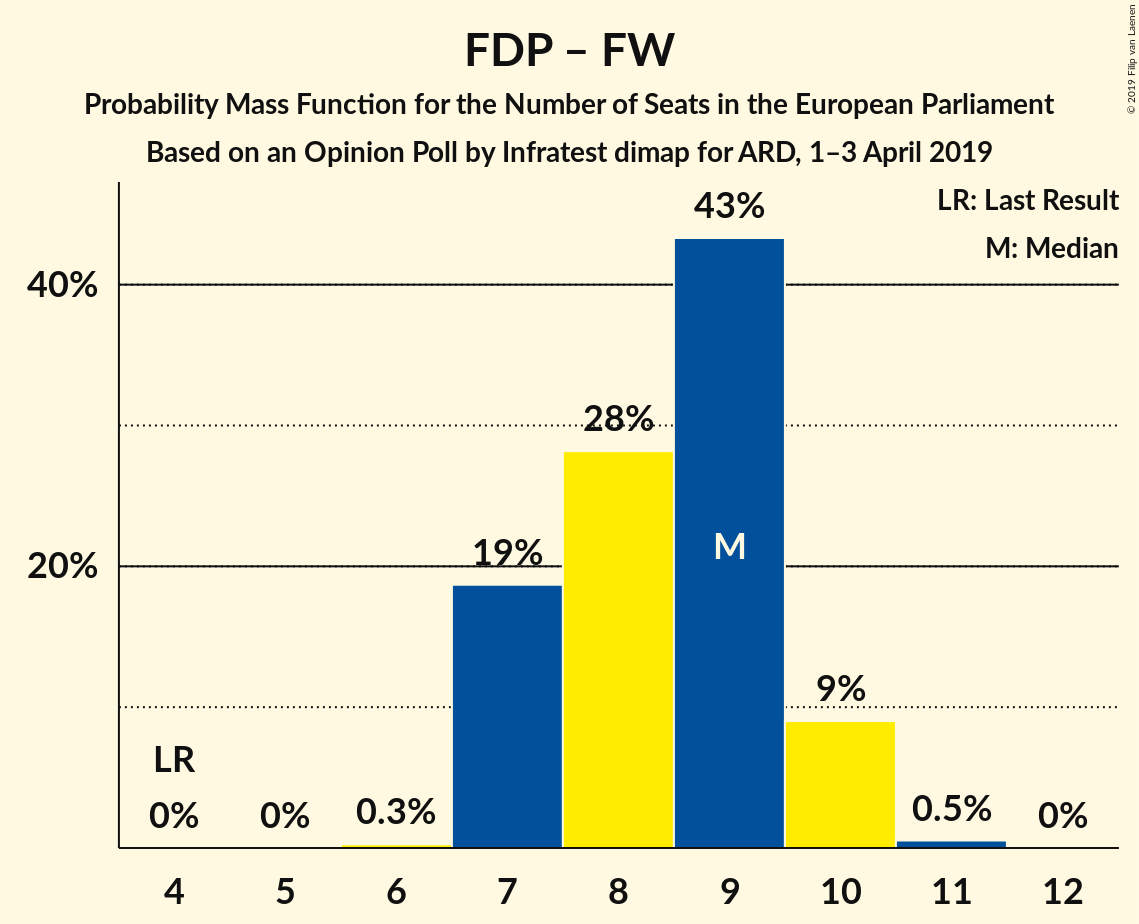 FDP – FW
Probability Mass Function for the Number of Seats in the European Parliament
Based on an Opinion Poll by Infratest dimap for ARD, 1–3 April 2019
© 2019 Filip van Laenen
LR: Last Result
M: Median
43%
40%
28%
M
19%
20%
9%
LR
0%
0%
0.3%
0.5%
0%
4 5 6 7 8 9 10 11 12